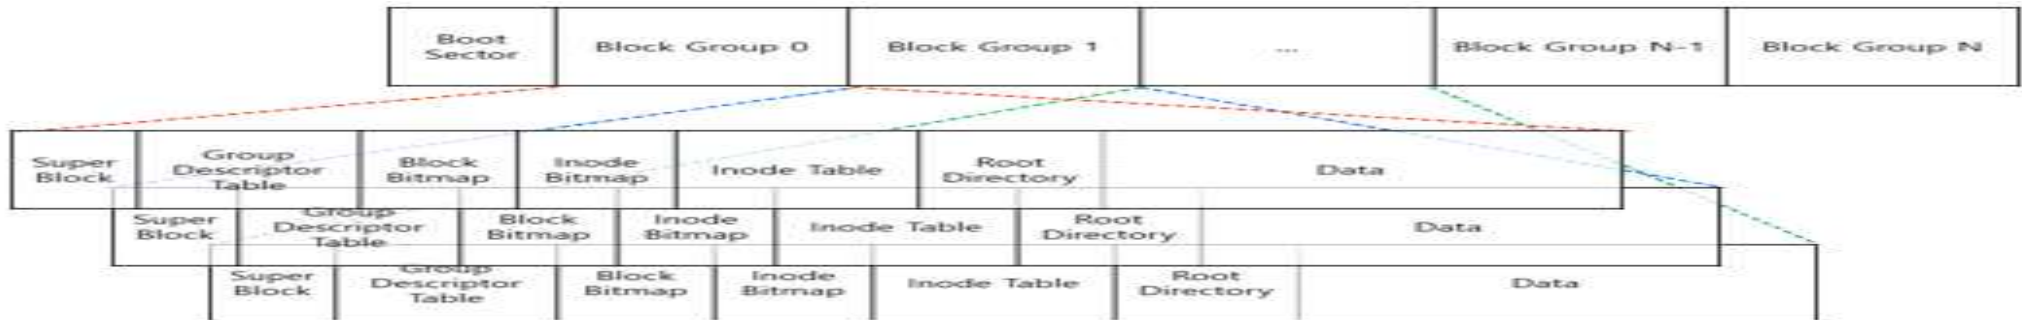 Boot
Sector
Block Group 0
Block Group 1
...
Block Group N-1
Block Group N
Super
Block
Group
Descriptor
Table
Block
Bitmap
Inode
Bitmap
Inode Table
Root
Directory
Data
Super
Block
Group
Descriptor
Table
Block
Bitmap
Inode
Bitmap
Inode Table
Root
Directory
Data
Super
Block
Group
Descriptor
Table
Block
Bitmap
Inode
Bitmap
Inode Table
Root
Directory
Data